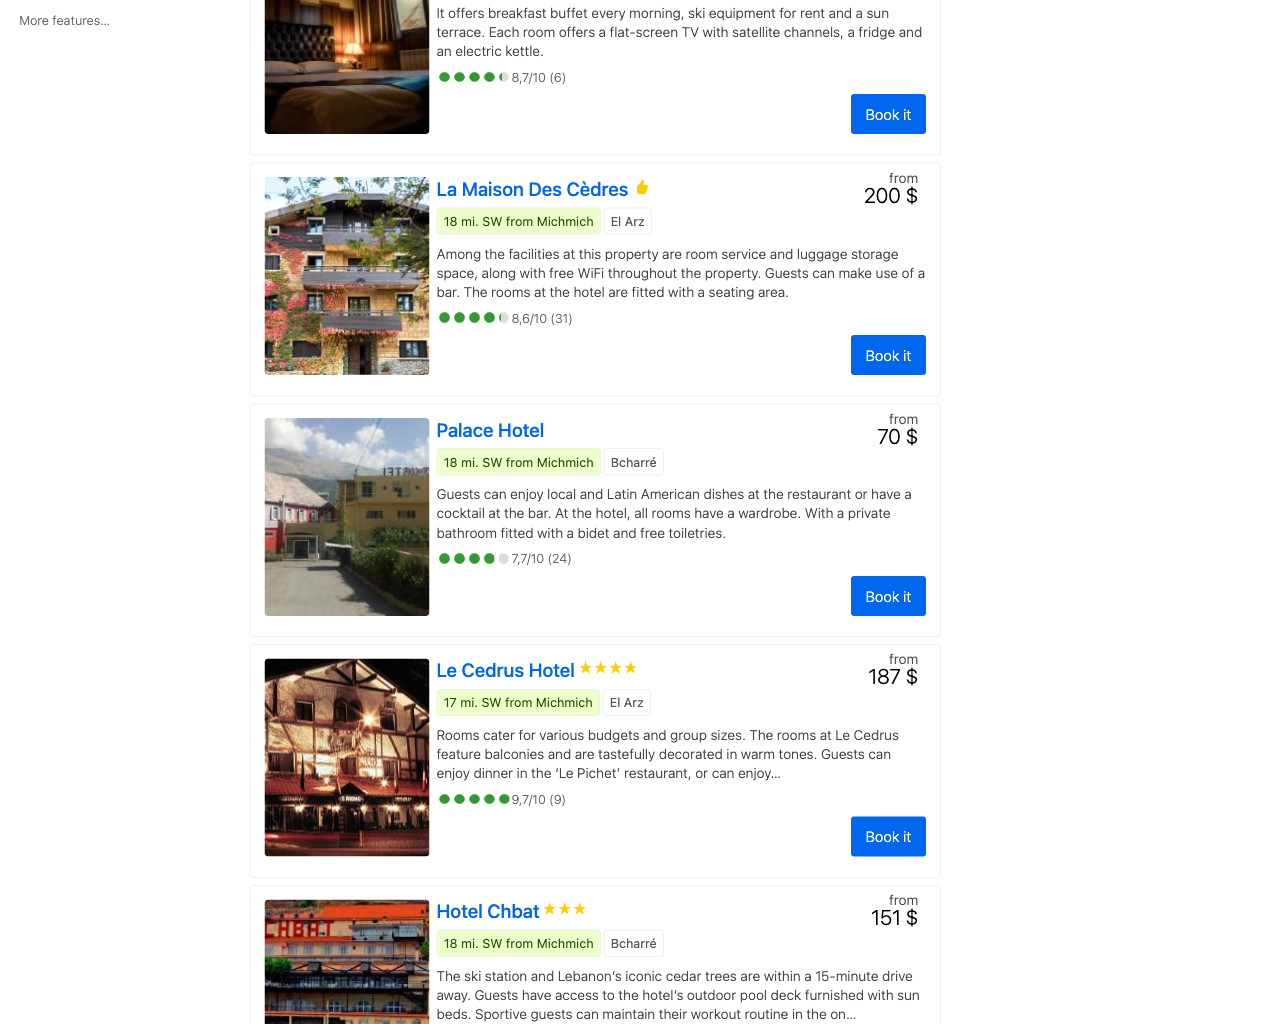 More features...
It offers breakfast buffet every morning, ski equipment for rent and a sun
terrace. Each room offers a flat-screen TV with satellite channels, a fridge and
an electric kettle.
8,7/10 (6)
Book it
La Maison Des Cèdres
from
200 $
18 mi. SW from Michmich
El Arz
Among the facilities at this property are room service and luggage storage
space, along with free WiFi throughout the property. Guests can make use of a
bar. The rooms at the hotel are fitted with a seating area.
8,6/10 (31)
Book it
Palace Hotel
from
70 $
18 mi. SW from Michmich
Bcharré
Guests can enjoy local and Latin American dishes at the restaurant or have a
cocktail at the bar. At the hotel, all rooms have a wardrobe. With a private
bathroom fitted with a bidet and free toiletries.
7,7/10 (24)
Book it
Le Cedrus Hotel
from
187 $
17 mi. SW from Michmich
El Arz
Rooms cater for various budgets and group sizes. The rooms at Le Cedrus
feature balconies and are tastefully decorated in warm tones. Guests can
enjoy dinner in the ‘Le Pichet’ restaurant, or can enjoy...
9,7/10 (9)
Book it
Hotel Chbat
from
151 $
CHBAT
18 mi. SW from Michmich
Bcharré
The ski station and Lebanon’s iconic cedar trees are within a 15-minute drive
away. Guests have access to the hotel’s outdoor pool deck furnished with sun
beds. Sportive guests can maintain their workout routine in the on...